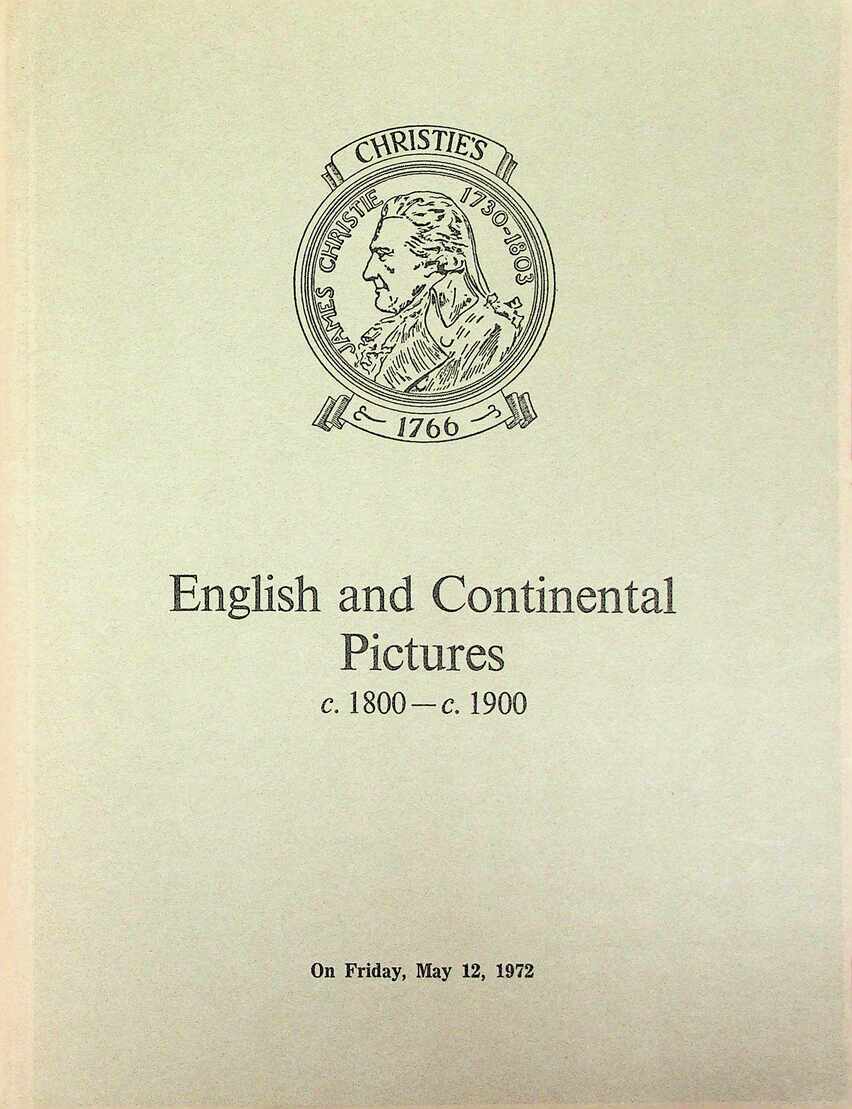 CHRISTIE'S
JAMES CHRISTIE 1730-1803
1766
English and Continental
Pictures
c. 1800—c. 1900
On Friday, May 12, 1972